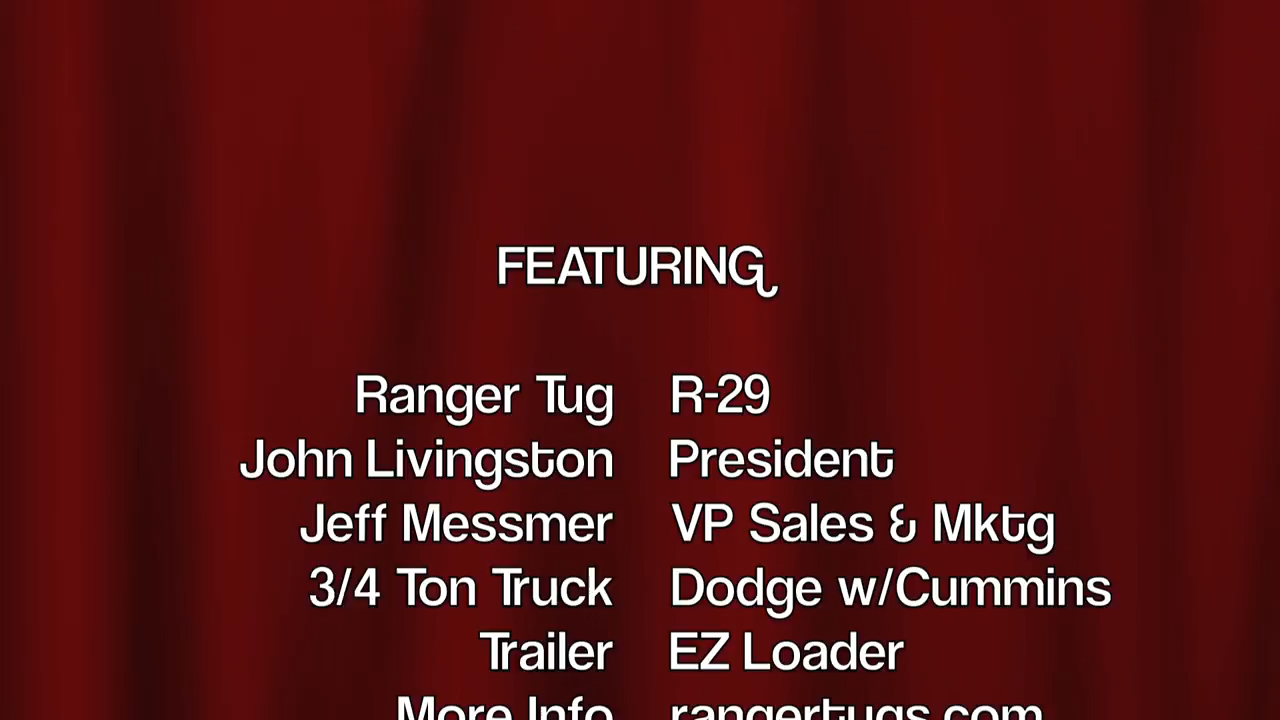 FEATURING
Ranger Tug R-29
John Livingston President
Jeff Messmer VP Sales & Mktg
3/4 Ton Truck Dodge w/Cummins
Trailer EZ Loader
More Info rangertugs.com